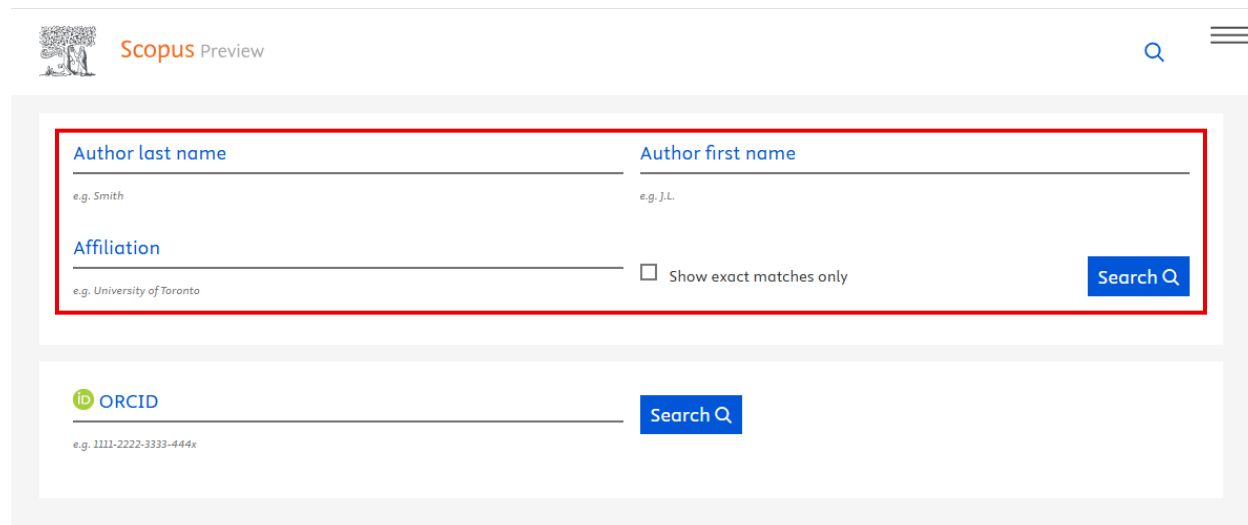 Scopus Preview
Author last name
Author first name
e.g. Smith
e.g. J.L.
Affiliation
Show exact matches only
Search
e.g. University of Toronto
iD ORCID
Search
e.g. 1111-2222-3333-444x